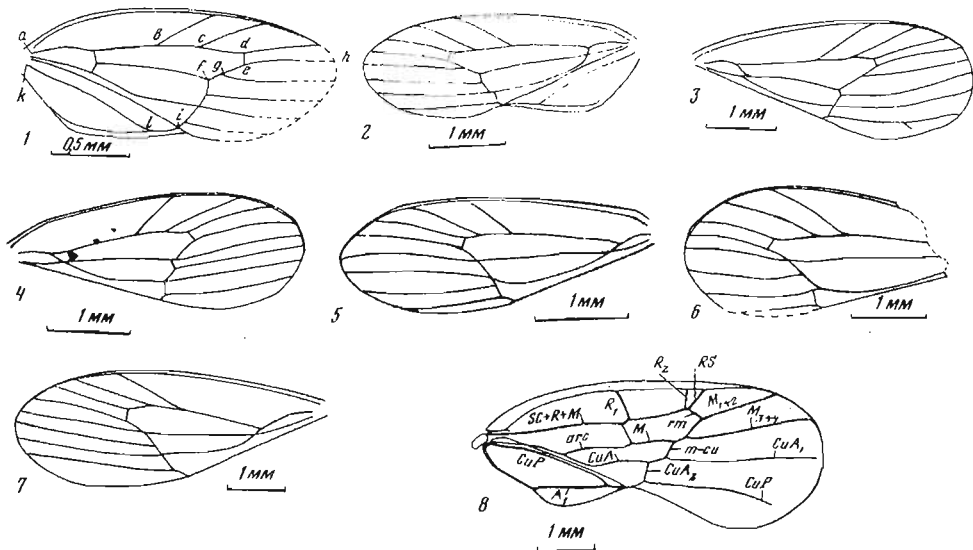 a b c d
f g e h
k l i
1 0,5 мм
2 1 мм
3 1 мм
4 1 мм
5 1 мм
6 1 мм
7 1 мм
R₂ RS
SC+R+M R₁ M₁+₂
rm M₃+₄
arc M m-cu
CuA CuA₁
CuP CuA₂ CuP
A₁
8 1 мм